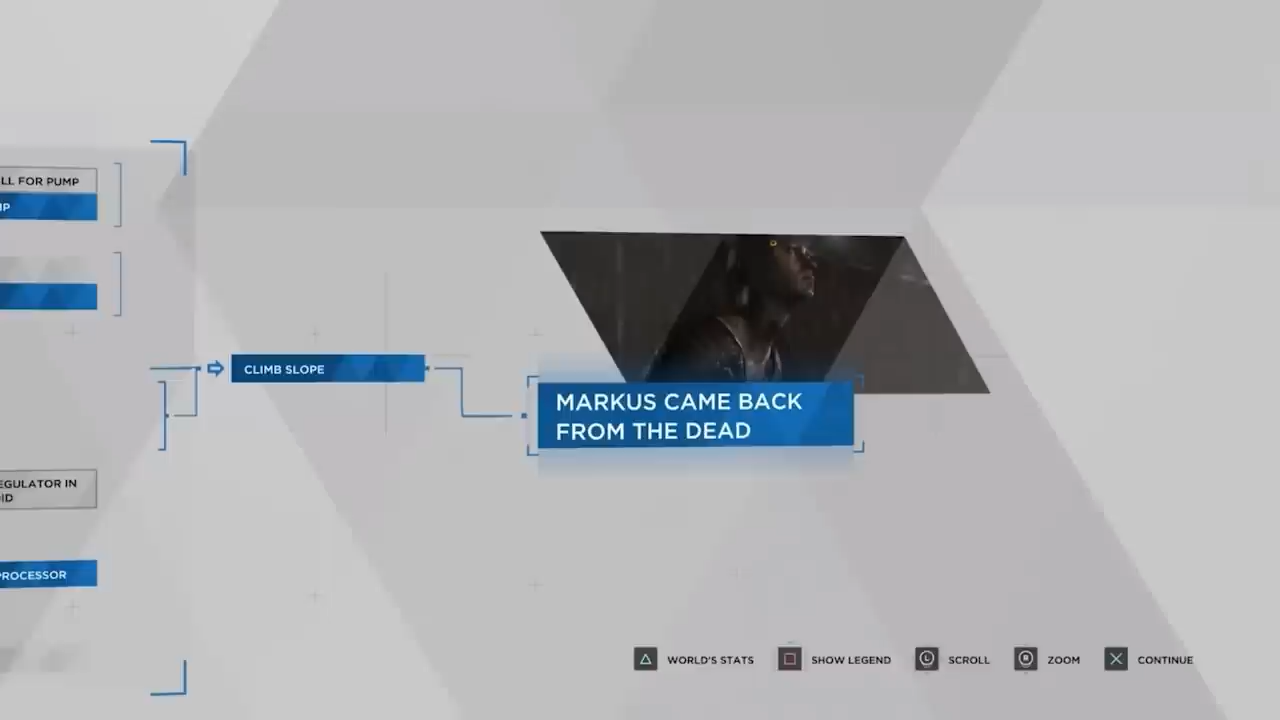 LL FOR PUMP
IP
CLIMB SLOPE
MARKUS CAME BACK
FROM THE DEAD
EGULATOR IN
ID
PROCESSOR
WORLD'S STATS
SHOW LEGEND
L
SCROLL
R
ZOOM
CONTINUE